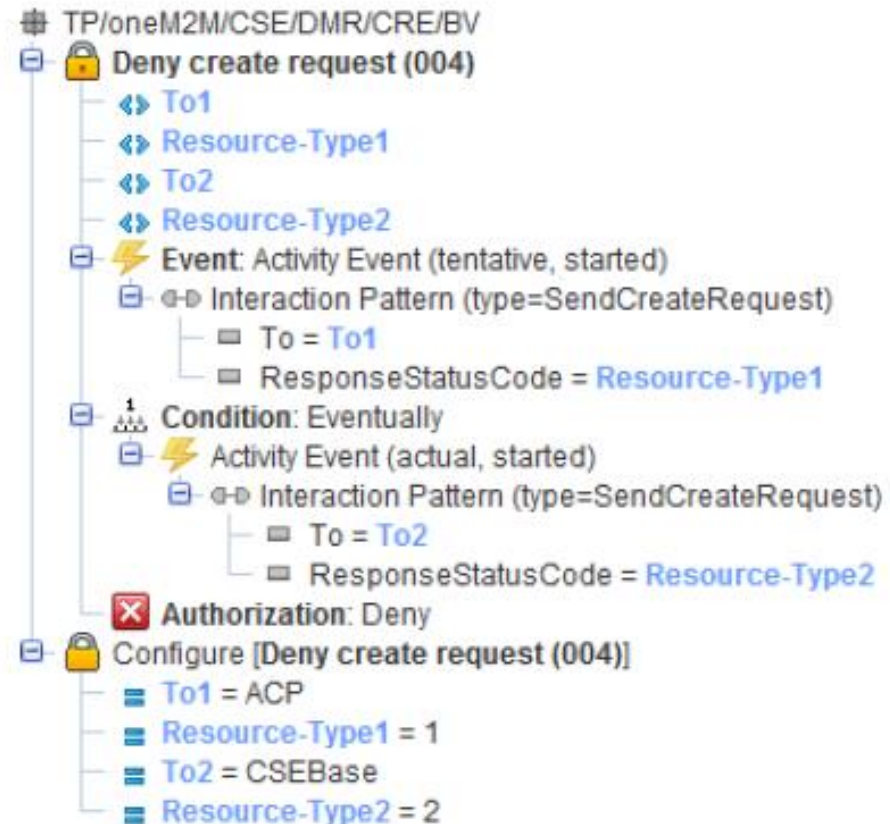 TP/oneM2M/CSE/DMR/CRE/BV
Deny create request (004)
To1
Resource-Type1
To2
Resource-Type2
Event: Activity Event (tentative, started)
Interaction Pattern (type=SendCreateRequest)
To = To1
ResponseStatusCode = Resource-Type1
1
Condition: Eventually
Activity Event (actual, started)
Interaction Pattern (type=SendCreateRequest)
To = To2
ResponseStatusCode = Resource-Type2
Authorization: Deny
Configure [Deny create request (004)]
To1 = ACP
Resource-Type1 = 1
To2 = CSEBase
Resource-Type2 = 2